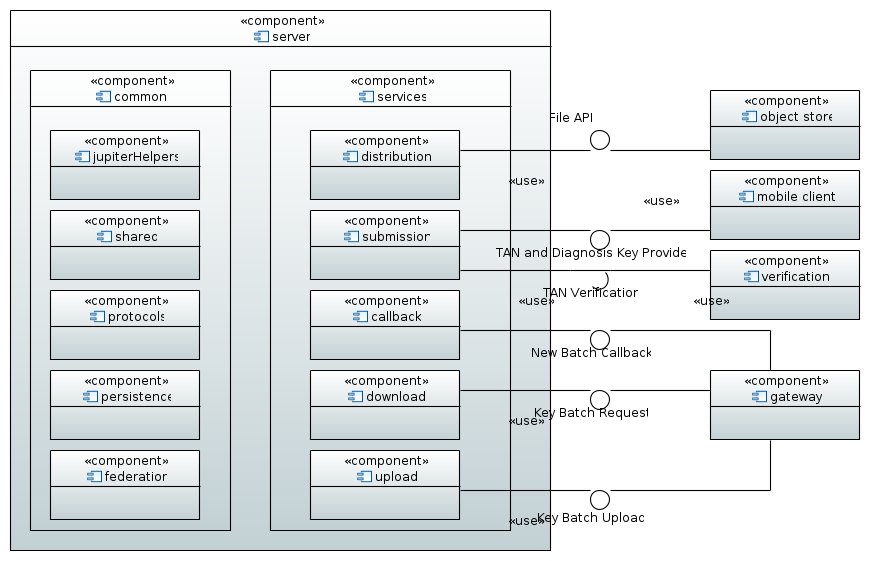 «component»
server
«component»
common
«component»
services
«component»
jupiterHelpers
«component»
shared
«component»
protocols
«component»
persistence
«component»
federation
«component»
distribution
«component»
submission
«component»
callback
«component»
download
«component»
upload
File API
«use»
«use»
TAN and Diagnosis Key Provide
TAN Verification
«use»
«use»
New Batch Callback
Key Batch Request
«use»
Key Batch Upload
«use»
«component»
object store
«component»
mobile client
«component»
verification
«component»
gateway